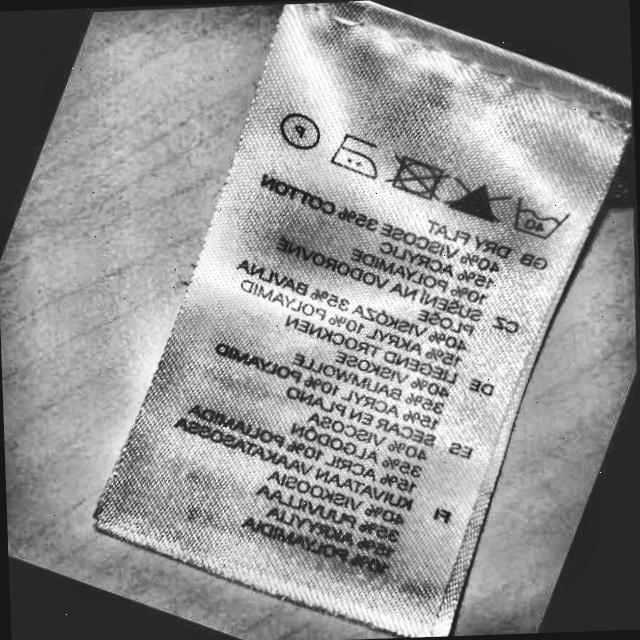 40 P
GB DRY FLAT
40% VISCOSE 35% COTTON
15% ACRYLIC
10% POLYAMIDE
CZ SUŠENÍ NA VODOROVNÉ
PLOŠE
40% VISKÓZA 35% BAVLNA
15% AKRYL 10% POLYAMID
DE LIEGEND TROCKNEN
40% VISKOSE
35% BAUMWOLLE
15% ACRYL 10% POLYAMID
ES SECAR EN PLANO
40% VISCOSA
35% ALGODÓN
15% ACRIL 10% POLIAMIDA
FI KUIVATAAN VAAKATASOSSA
40% VISKOOSIA
35% PUUVILLAA
15% AKRYYLIA
10% POLYAMIDIA